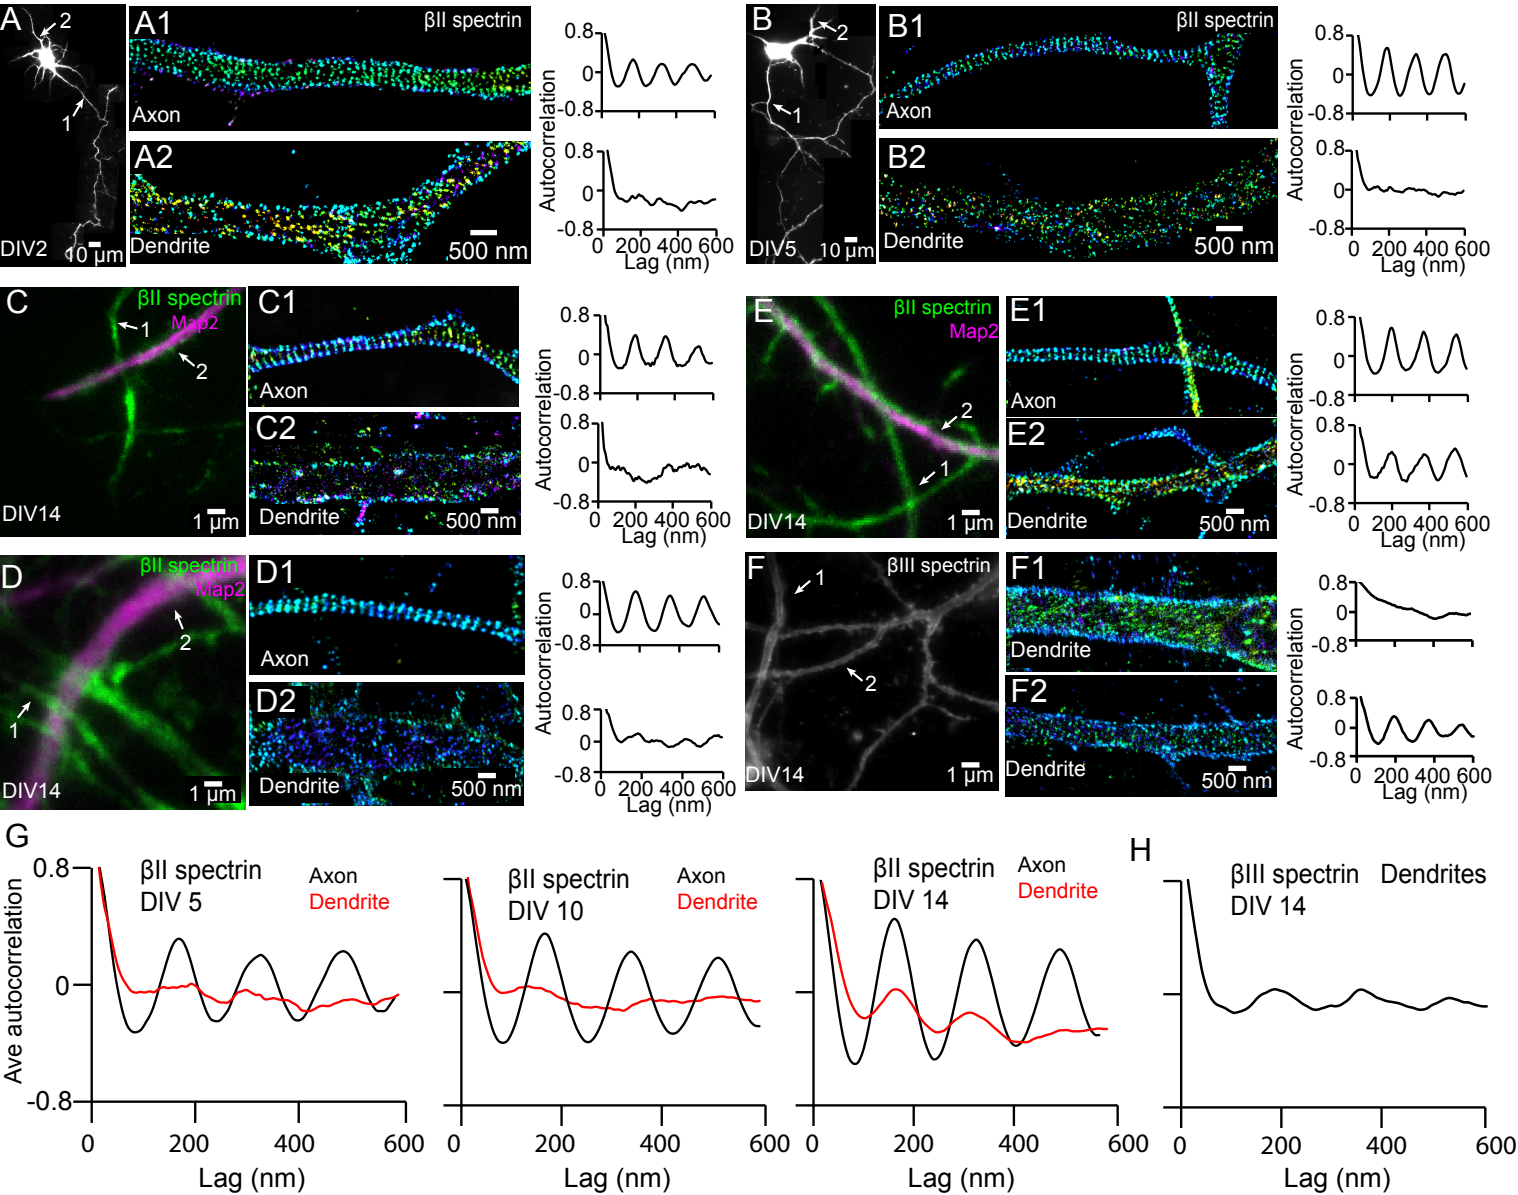 A
2
1
DIV2
10 µm
A1
βII spectrin
Axon
A2
Dendrite
500 nm
Autocorrelation
0.8
0
-0.8
0.8
0
-0.8
0 200 400 600
Lag (nm)
B
2
1
DIV5
10 µm
B1
βII spectrin
Axon
B2
Dendrite
500 nm
Autocorrelation
0.8
0
-0.8
0.8
0
-0.8
0 200 400 600
Lag (nm)
C
βII spectrin
Map2
1
2
DIV14
1 µm
C1
Axon
C2
Dendrite
500 nm
Autocorrelation
0.8
0
-0.8
0.8
0
-0.8
0 200 400 600
Lag (nm)
E
βII spectrin
Map2
2
1
DIV14
1 µm
E1
Axon
E2
Dendrite
500 nm
Autocorrelation
0.8
0
-0.8
0.8
0
-0.8
0 200 400 600
Lag (nm)
D
βII spectrin
Map2
2
1
DIV14
1 µm
D1
Axon
D2
Dendrite
500 nm
Autocorrelation
0.8
0
-0.8
0.8
0
-0.8
0 200 400 600
Lag (nm)
F
βIII spectrin
1
2
DIV14
1 µm
F1
Dendrite
F2
Dendrite
500 nm
Autocorrelation
0.8
0
-0.8
0.8
0
-0.8
0 200 400 600
Lag (nm)
G
Ave autocorrelation
0.8
0
-0.8
βII spectrin
DIV 5
Axon
Dendrite
0 200 400 600
Lag (nm)
βII spectrin
DIV 10
Axon
Dendrite
0 200 400 600
Lag (nm)
βII spectrin
DIV 14
Axon
Dendrite
0 200 400 600
Lag (nm)
H
βIII spectrin Dendrites
DIV 14
0 200 400 600
Lag (nm)